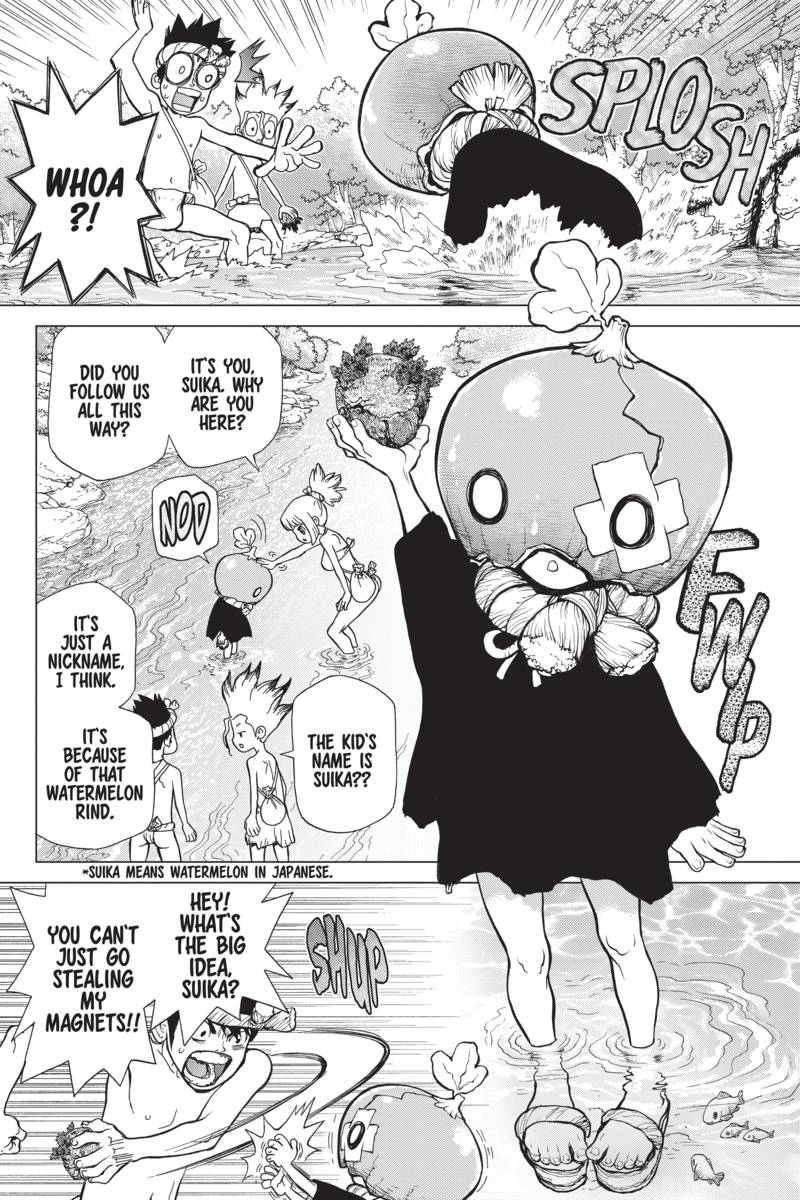 WHOA
?!
SPLOSH
IT'S YOU,
SUIKA. WHY
ARE YOU
HERE?
DID YOU
FOLLOW US
ALL THIS
WAY?
NOD
FWIP
THE KID'S
NAME IS
SUIKA??
IT'S
JUST A
NICKNAME,
I THINK.
IT'S
BECAUSE
OF THAT
WATERMELON
RIND.
*SUIKA MEANS WATERMELON IN JAPANESE.
SHUP
HEY!
WHAT'S
THE BIG
IDEA,
SUIKA?
YOU CAN'T
JUST GO
STEALING
MY
MAGNETS!!